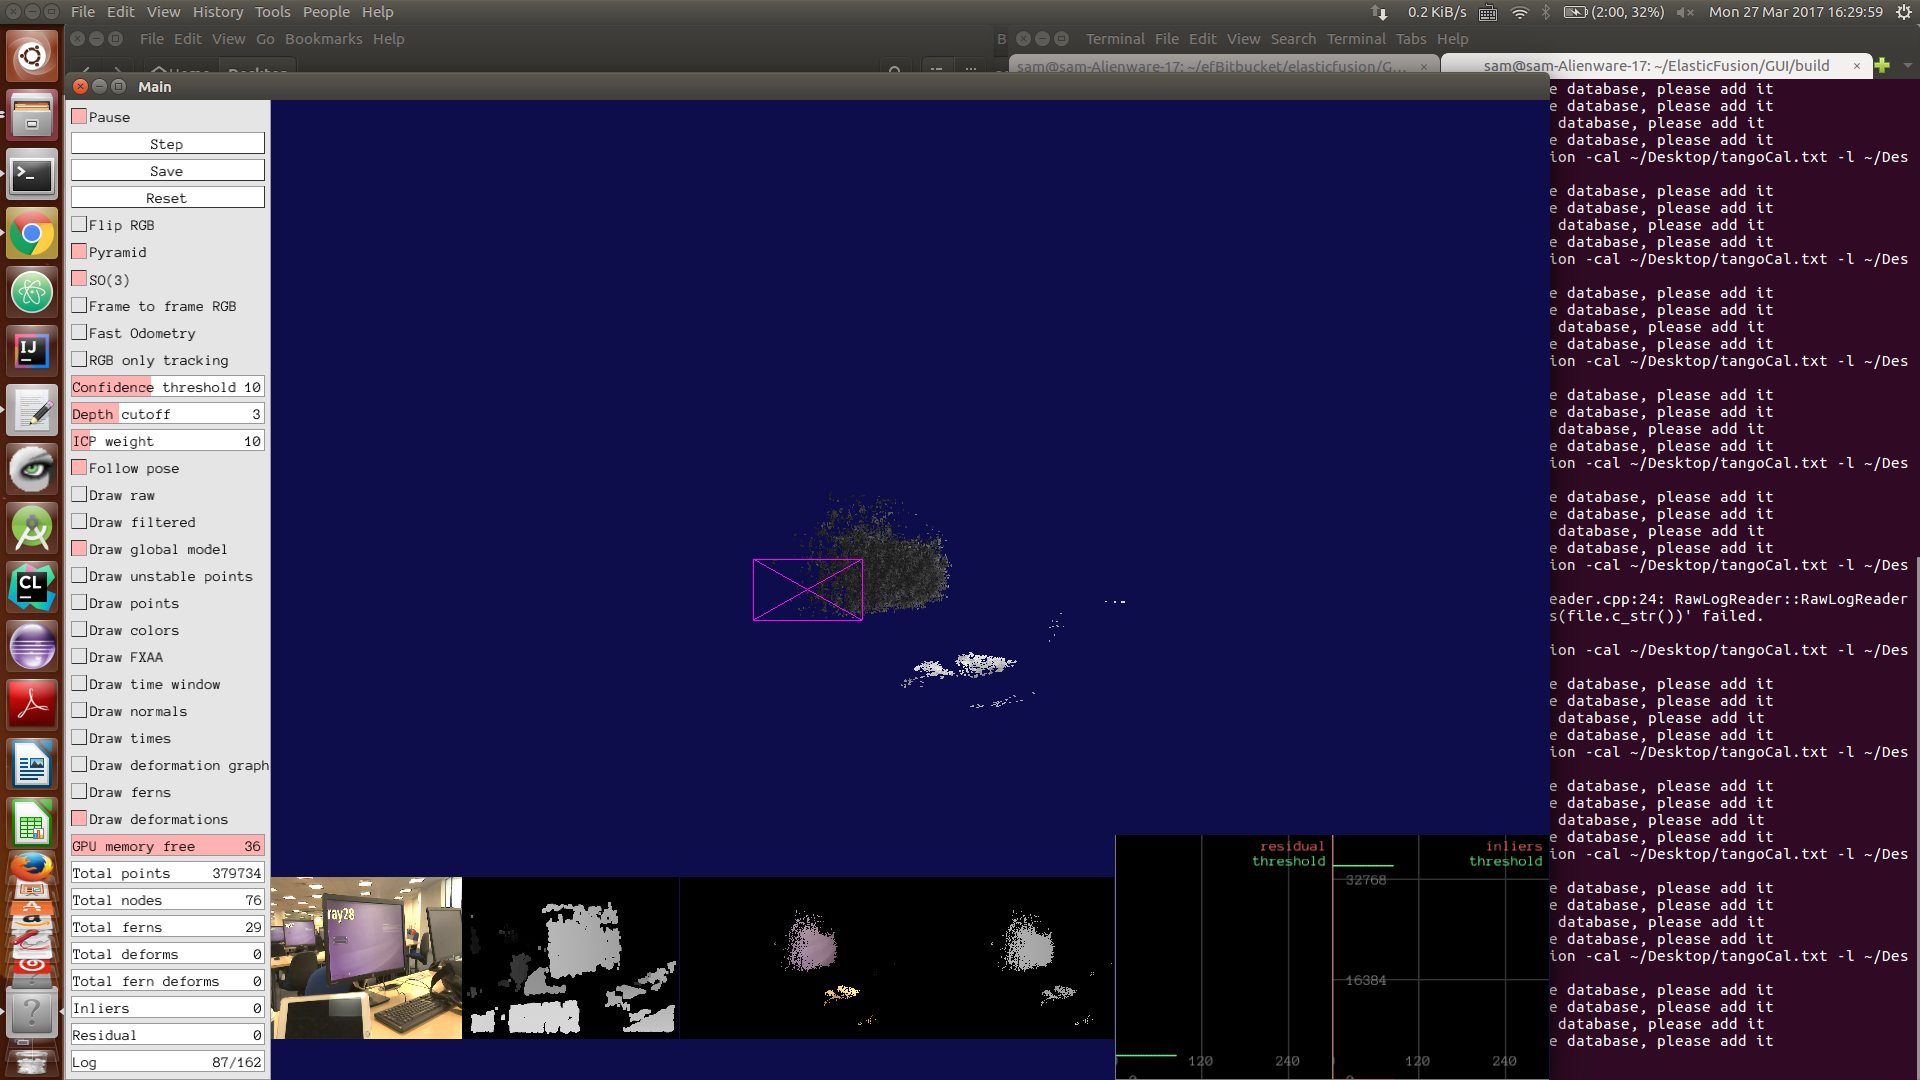 File Edit View History Tools People Help
0.2 KiB/s
(2:00, 32%)
Mon 27 Mar 2017 16:29:59
File Edit View Go Bookmarks Help
Terminal File Edit View Search Terminal Tabs Help
sam@sam-Alienware-17: ~/efBitbucket/elasticfusion/G...
sam@sam-Alienware-17: ~/ElasticFusion/GUI/build
Main
Pause
Step
Save
Reset
Flip RGB
Pyramid
SO(3)
Frame to frame RGB
Fast Odometry
RGB only tracking
Confidence threshold 10
Depth cutoff 3
ICP weight 10
Follow pose
Draw raw
Draw filtered
Draw global model
Draw unstable points
Draw points
Draw colors
Draw FXAA
Draw time window
Draw normals
Draw times
Draw deformation graph
Draw ferns
Draw deformations
GPU memory free 36
Total points 379734
Total nodes 76
Total ferns 29
Total deforms 0
Total fern deforms 0
Inliers 0
Residual 0
Log 87/162
ray28
residual
threshold
120 240
inliers
threshold
32768
16384
120 240
e database, please add it
e database, please add it
database, please add it
e database, please add it
ion -cal ~/Desktop/tangoCal.txt -l ~/Des
e database, please add it
e database, please add it
database, please add it
e database, please add it
ion -cal ~/Desktop/tangoCal.txt -l ~/Des
e database, please add it
e database, please add it
database, please add it
e database, please add it
ion -cal ~/Desktop/tangoCal.txt -l ~/Des
e database, please add it
e database, please add it
database, please add it
e database, please add it
ion -cal ~/Desktop/tangoCal.txt -l ~/Des
e database, please add it
e database, please add it
database, please add it
e database, please add it
ion -cal ~/Desktop/tangoCal.txt -l ~/Des
eader.cpp:24: RawLogReader::RawLogReader
s(file.c_str())' failed.
ion -cal ~/Desktop/tangoCal.txt -l ~/Des
e database, please add it
e database, please add it
database, please add it
e database, please add it
ion -cal ~/Desktop/tangoCal.txt -l ~/Des
e database, please add it
e database, please add it
database, please add it
e database, please add it
ion -cal ~/Desktop/tangoCal.txt -l ~/Des
e database, please add it
e database, please add it
database, please add it
e database, please add it
ion -cal ~/Desktop/tangoCal.txt -l ~/Des
e database, please add it
e database, please add it
database, please add it
e database, please add it